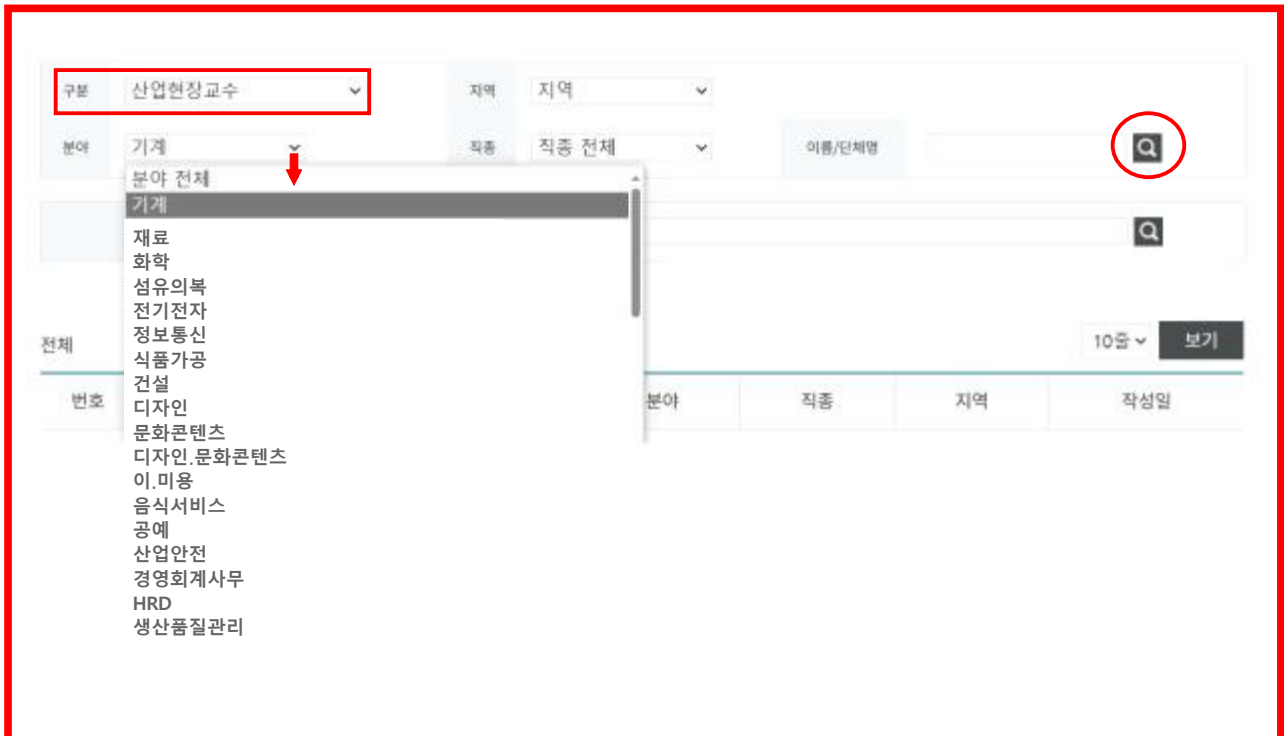 구분 산업현장교수 지역 지역
분야 기계 직종 직종 전체 이름/단체명
분야 전체
기계
재료
화학
섬유의복
전기전자
정보통신
식품가공
건설
디자인
문화콘텐츠
디자인.문화콘텐츠
이.미용
음식서비스
공예
산업안전
경영회계사무
HRD
생산품질관리
전체 10줄 보기
번호 분야 직종 지역 작성일